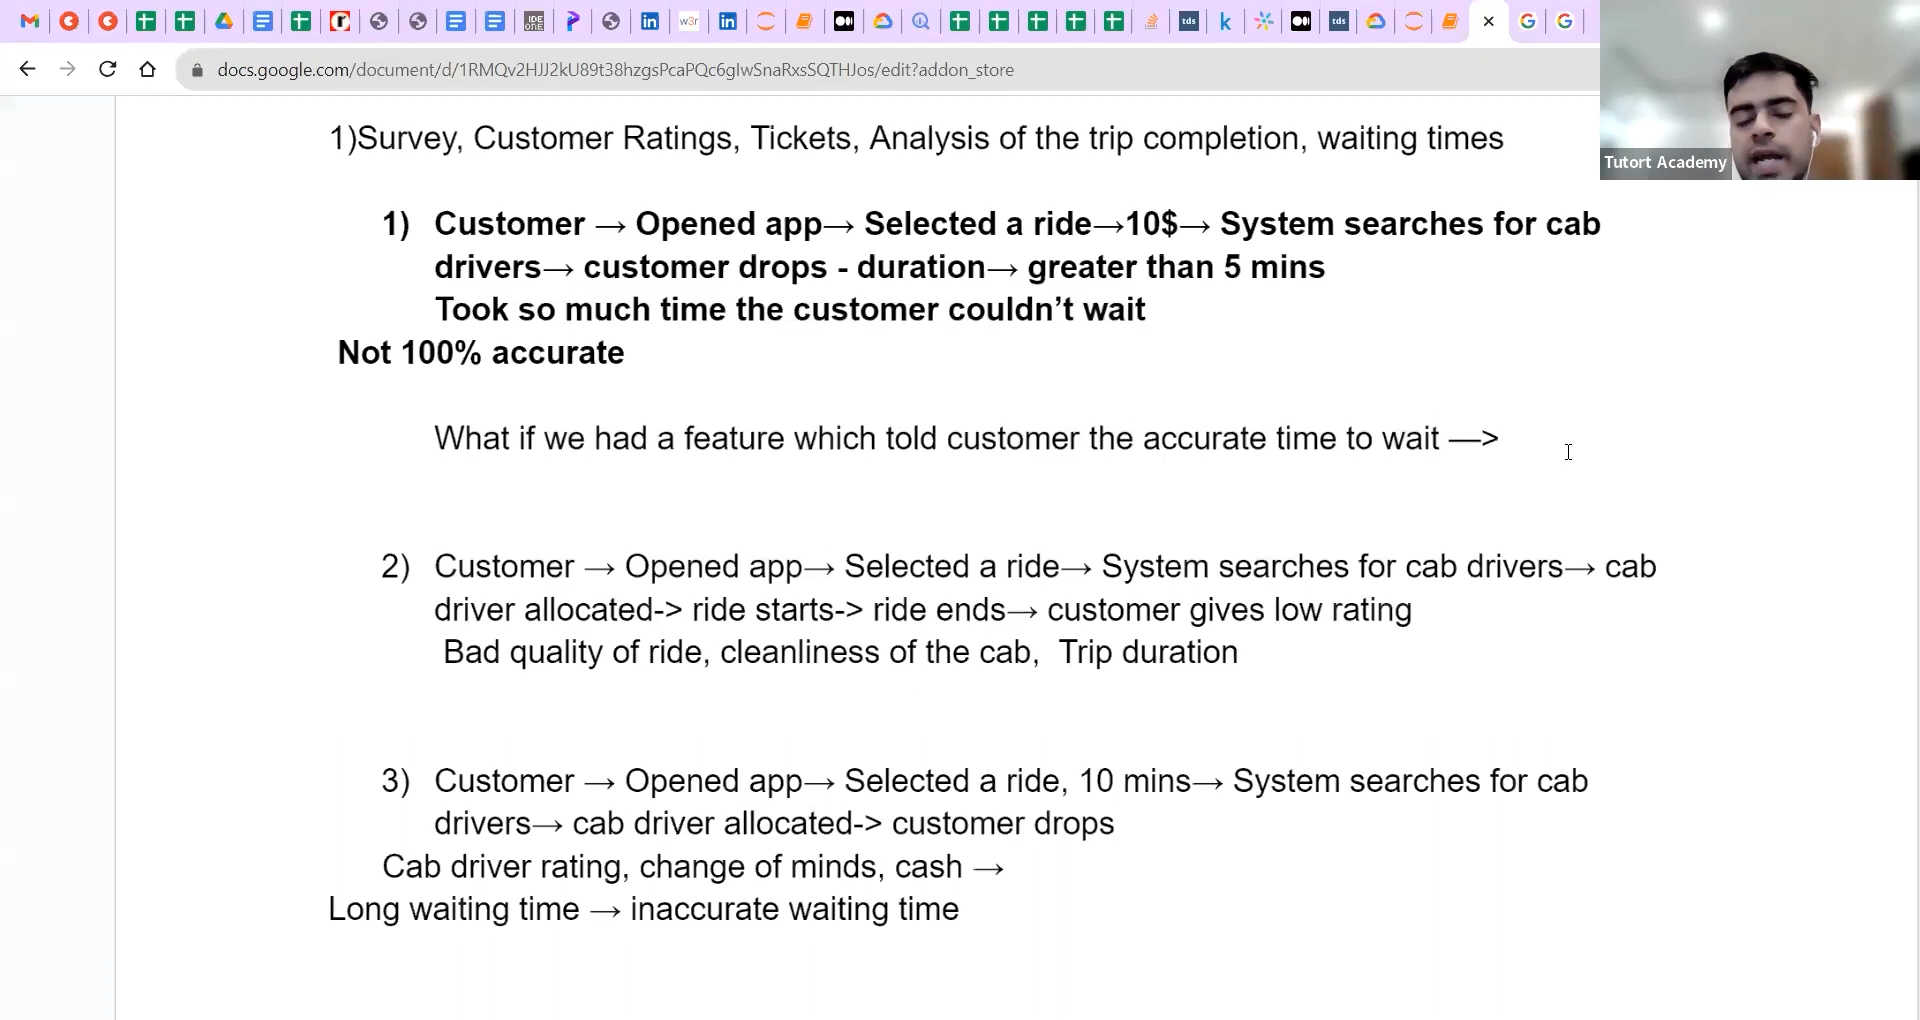 docs.google.com/document/d/1RMQv2HJJ2kU89t38hzgsPcaPQc6glwSnaRxsSQTHJos/edit?addon_store
Tutort Academy
1)Survey, Customer Ratings, Tickets, Analysis of the trip completion, waiting times
1) Customer → Opened app→ Selected a ride→10$→ System searches for cab
drivers→ customer drops - duration→ greater than 5 mins
Took so much time the customer couldn’t wait
Not 100% accurate
What if we had a feature which told customer the accurate time to wait —>
2) Customer → Opened app→ Selected a ride→ System searches for cab drivers→ cab
driver allocated-> ride starts-> ride ends→ customer gives low rating
Bad quality of ride, cleanliness of the cab, Trip duration
3) Customer → Opened app→ Selected a ride, 10 mins→ System searches for cab
drivers→ cab driver allocated-> customer drops
Cab driver rating, change of minds, cash →
Long waiting time → inaccurate waiting time